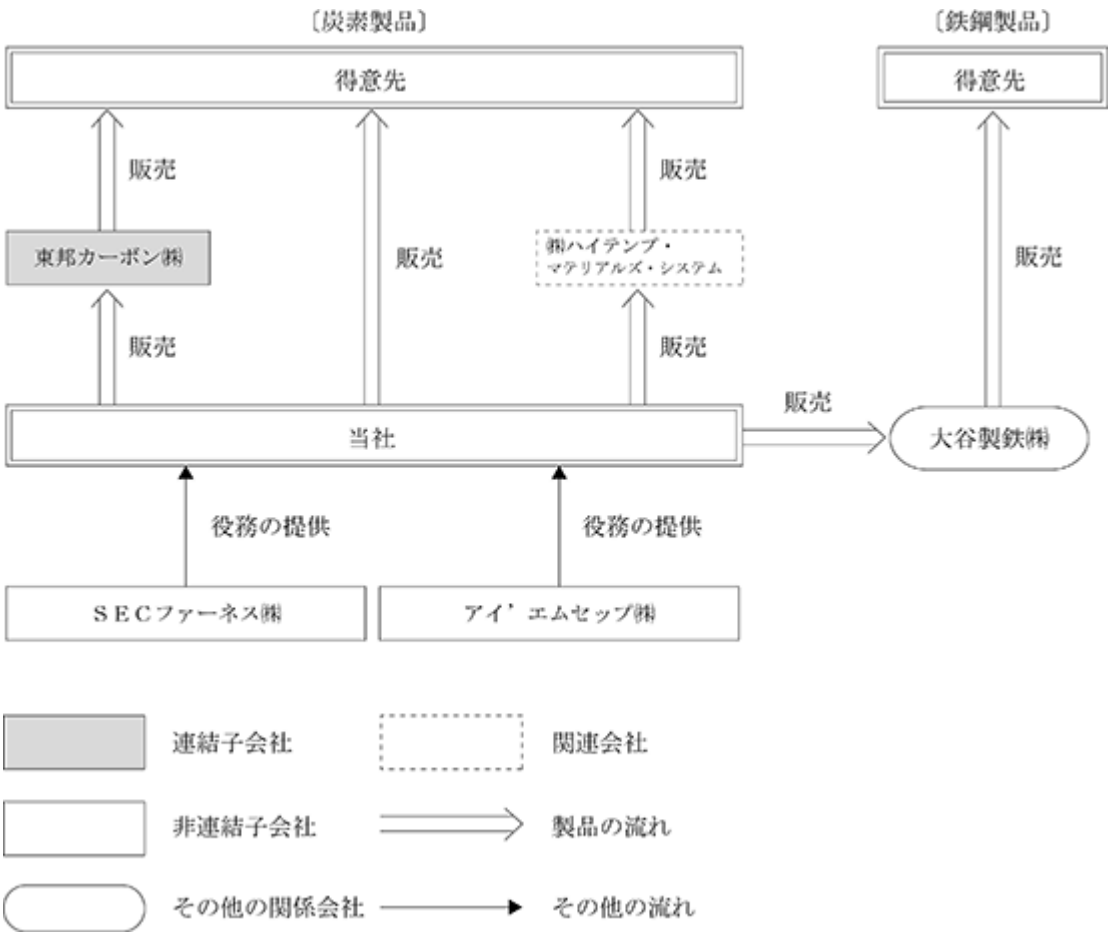 〔炭素製品〕
〔鉄鋼製品〕
得意先
得意先
販売
販売
東邦カーボン㈱
販売
㈱ハイテンプ・
マテリアルズ・システム
販売
販売
販売
販売
当社
大谷製鉄㈱
役務の提供
役務の提供
SECファーネス㈱
アイ’エムセップ㈱
連結子会社
関連会社
非連結子会社
製品の流れ
その他の関係会社
その他の流れ